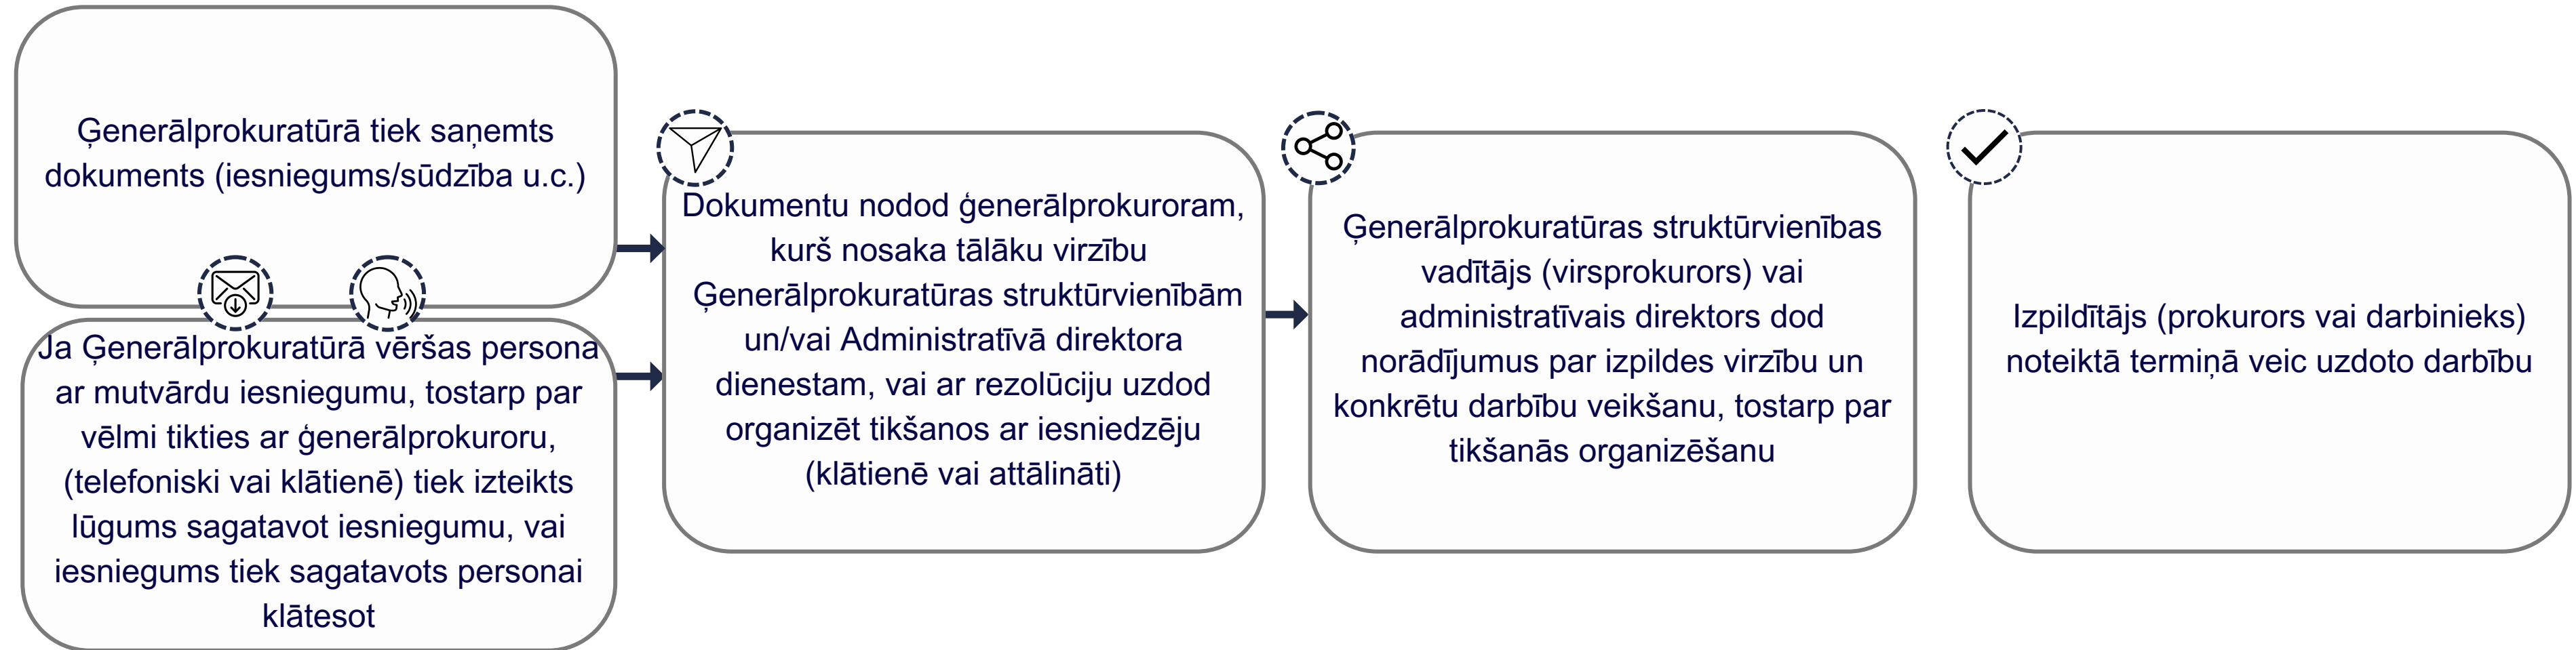 Ģenerālprokuratūrā tiek saņemts
dokuments (iesniegums/sūdzība u.c.)
Ja Ģenerālprokuratūrā vēršas persona
ar mutvārdu iesniegumu, tostarp par
vēlmi tikties ar ģenerālprokuroru,
(telefoniski vai klātienē) tiek izteikts
lūgums sagatavot iesniegumu, vai
iesniegums tiek sagatavots personai
klātesot
Dokumentu nodod ģenerālprokuroram,
kurš nosaka tālāku virzību
Ģenerālprokuratūras struktūrvienībām
un/vai Administratīvā direktora
dienestam, vai ar rezolūciju uzdod
organizēt tikšanos ar iesniedzēju
(klātienē vai attālināti)
Ģenerālprokuratūras struktūrvienības
vadītājs (virsprokurors) vai
administratīvais direktors dod
norādījumus par izpildes virzību un
konkrētu darbību veikšanu, tostarp par
tikšanās organizēšanu
Izpildītājs (prokurors vai darbinieks)
noteiktā termiņā veic uzdoto darbību